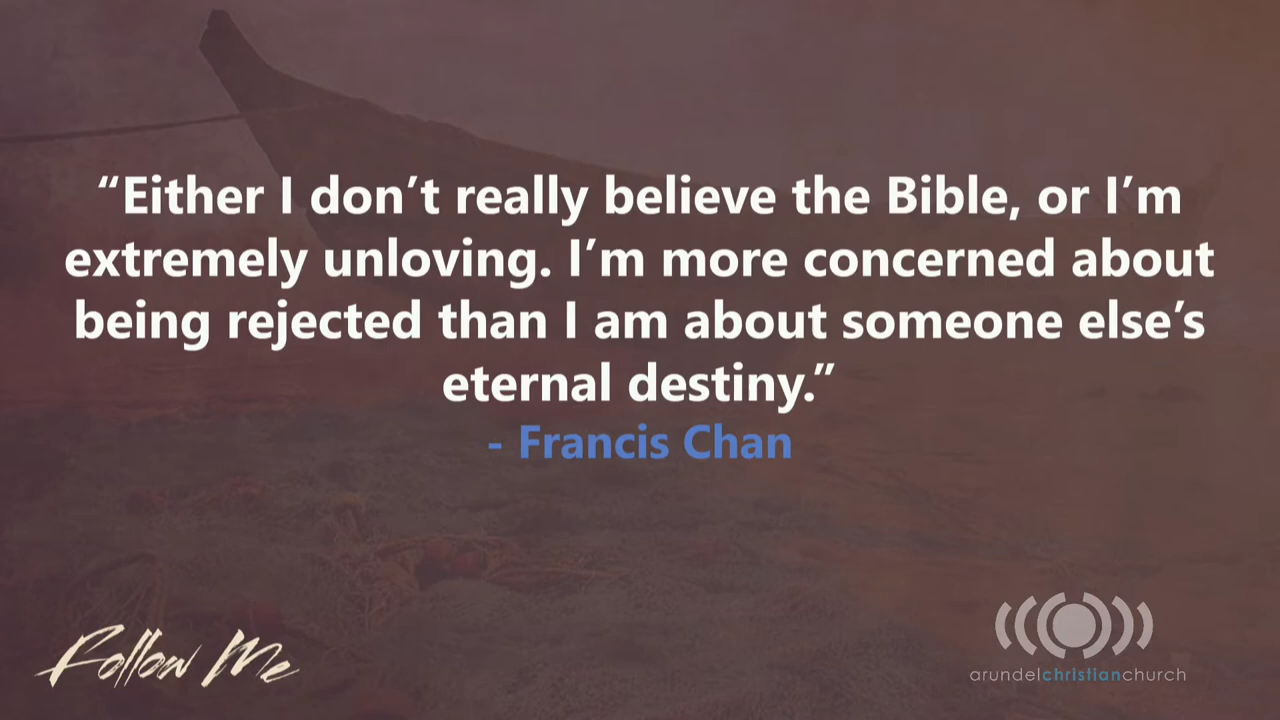 “Either I don’t really believe the Bible, or I’m
extremely unloving. I’m more concerned about
being rejected than I am about someone else’s
eternal destiny.”
- Francis Chan
Follow Me
arundelchristianchurch